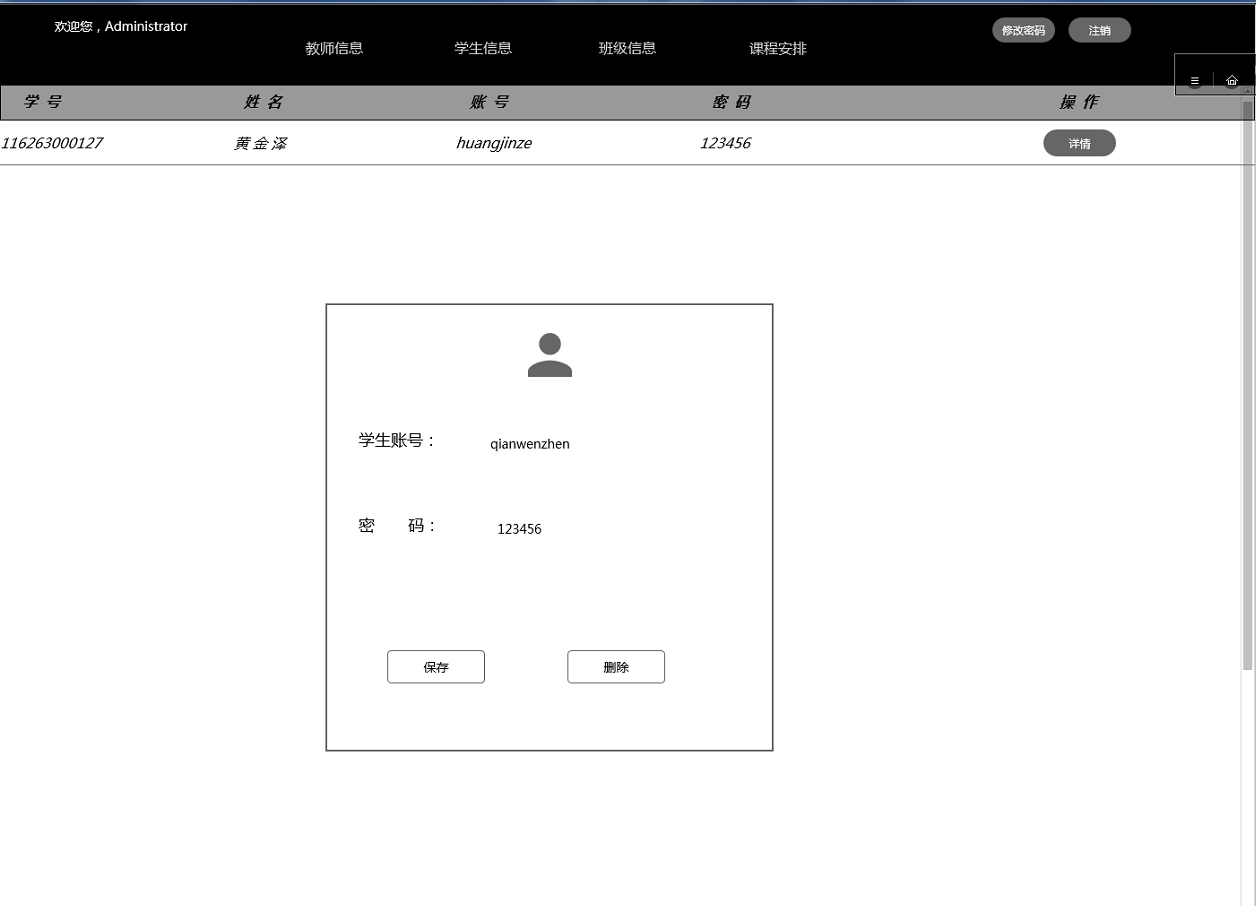 欢迎您，Administrator
修改密码 注销
教师信息 学生信息 班级信息 课程安排
学 号 姓 名 账 号 密 码 操 作
116263000127 黄金泽 huangjinze 123456 详情
学生账号： qianwenzhen
密 码： 123456
保存 删除